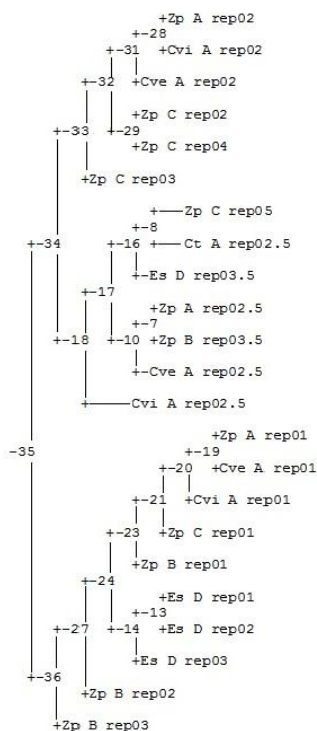 +Zp A rep02
+-28
+-31 +Cvi A rep02
+-32 +Cve A rep02
+Zp C rep02
+-33 +-29
+Zp C rep04
+Zp C rep03
+—Zp C rep05
+-8
+-34 +-16 +—Ct A rep02.5
+-Es D rep03.5
+-17
+Zp A rep02.5
+-7
+-18 +-10 +Zp B rep03.5
+-Cve A rep02.5
+——Cvi A rep02.5
+Zp A rep01
-35 +-19
+-20 +Cve A rep01
+-21 +Cvi A rep01
+-23 +Zp C rep01
+Zp B rep01
+-24
+Es D rep01
+-13
+-27 +-14 +Es D rep02
+Es D rep03
+-36
+Zp B rep02
+Zp B rep03